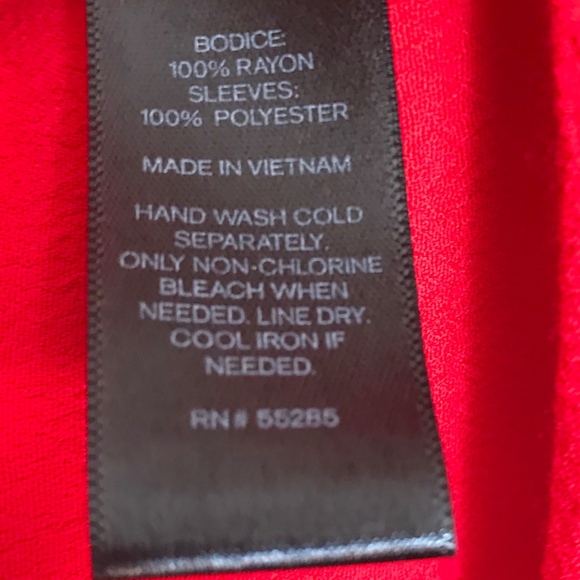 BODICE:
100% RAYON
SLEEVES:
100% POLYESTER
MADE IN VIETNAM
HAND WASH COLD
SEPARATELY.
ONLY NON-CHLORINE
BLEACH WHEN
NEEDED. LINE DRY.
COOL IRON IF
NEEDED.
RN# 55285